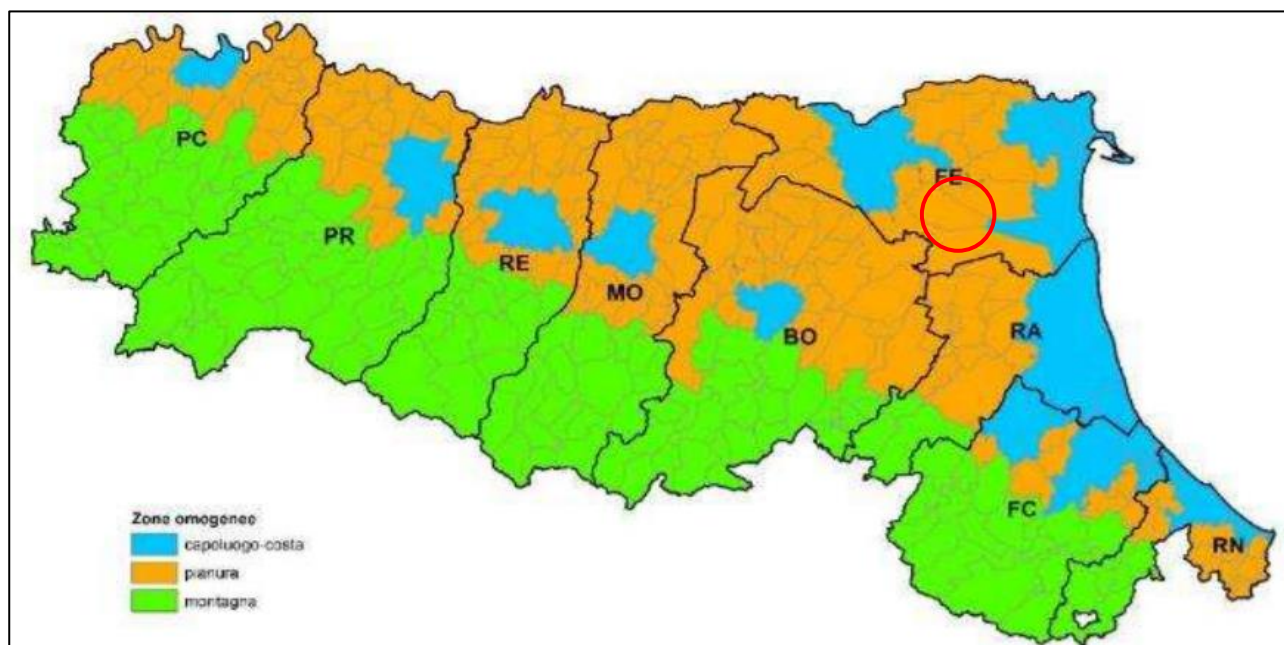 PC
FE
PR
RE
MO
BO
RA
FC
RN
Zone omogenee
capoluogo-costa
pianura
montagna